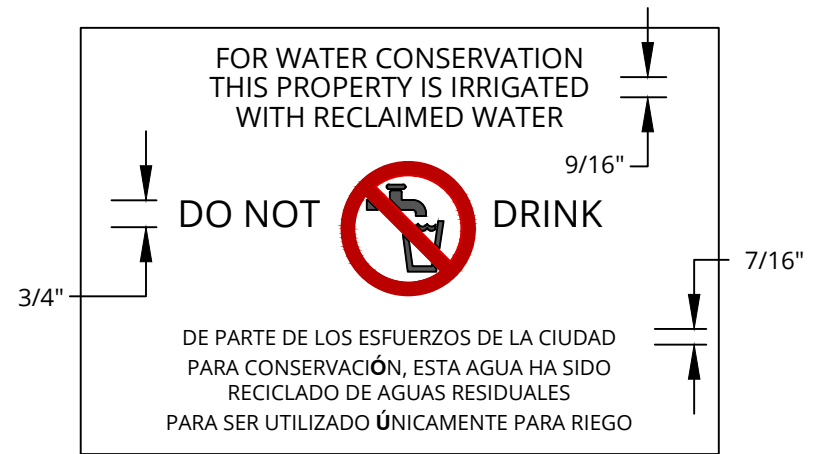 FOR WATER CONSERVATION
THIS PROPERTY IS IRRIGATED
WITH RECLAIMED WATER
9/16"
DO NOT DRINK
7/16"
3/4"
DE PARTE DE LOS ESFUERZOS DE LA CIUDAD
PARA CONSERVACIÓN, ESTA AGUA HA SIDO
RECICLADO DE AGUAS RESIDUALES
PARA SER UTILIZADO ÚNICAMENTE PARA RIEGO